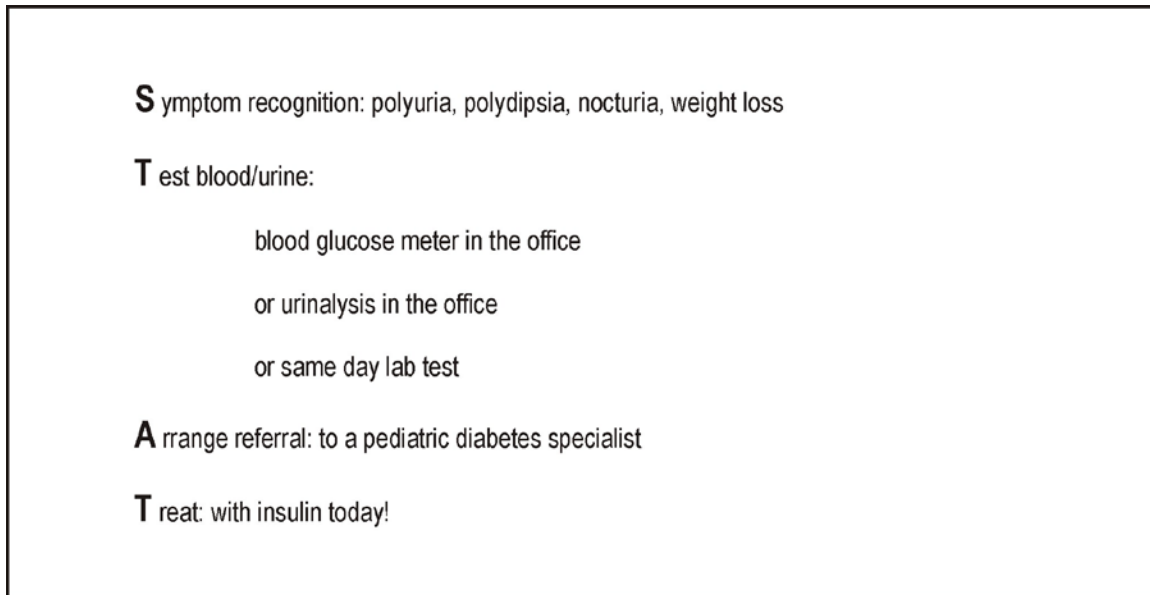 Symptom recognition: polyuria, polydipsia, nocturia, weight loss
Test blood/urine:
blood glucose meter in the office
or urinalysis in the office
or same day lab test
Arrange referral: to a pediatric diabetes specialist
Treat: with insulin today!